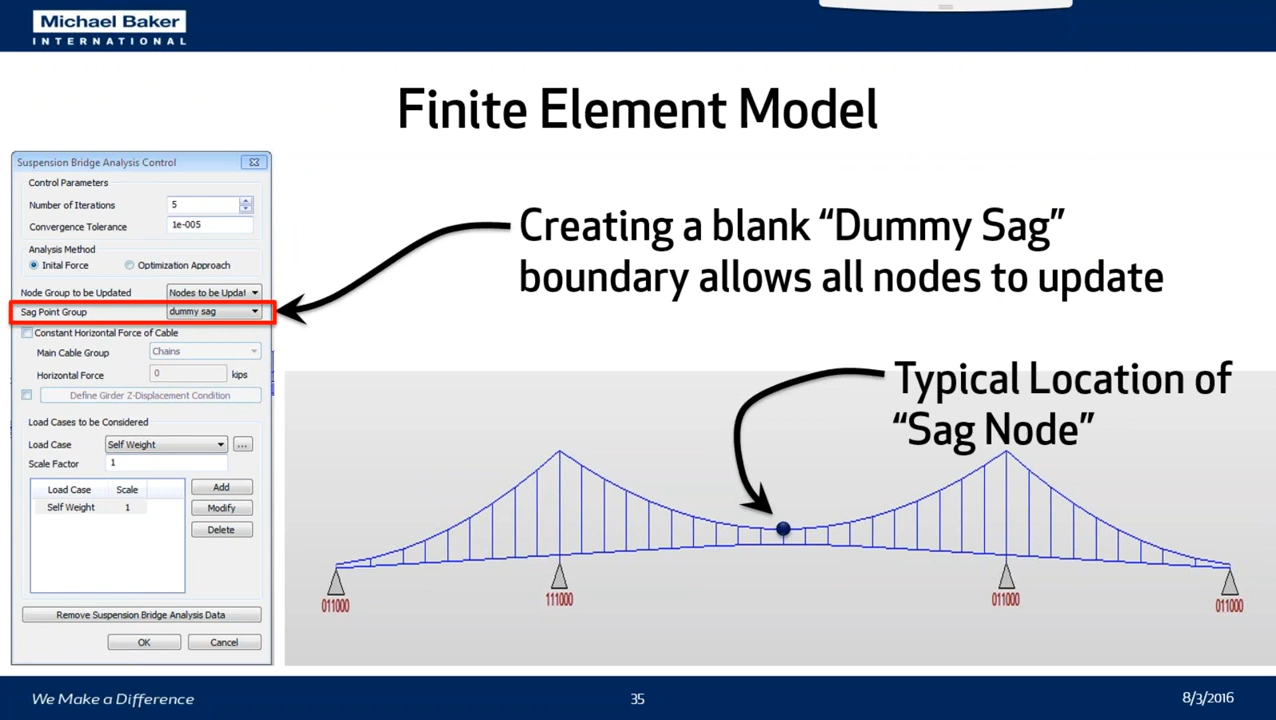 Michael Baker
INTERNATIONAL
Finite Element Model
Suspension Bridge Analysis Control
Control Parameters
Number of Iterations 5
Convergence Tolerance 1e-005
Analysis Method
Inital Force Optimization Approach
Node Group to be Updated Nodes to be Updat
Sag Point Group dummy sag
Constant Horizontal Force of Cable
Main Cable Group Chains
Horizontal Force 0 kips
Define Girder Z-Displacement Condition
Load Cases to be Considered
Load Case Self Weight ...
Scale Factor 1
Load Case Scale
Self Weight 1
Add
Modify
Delete
Remove Suspension Bridge Analysis Data
OK Cancel
Creating a blank “Dummy Sag”
boundary allows all nodes to update
Typical Location of
“Sag Node”
011000 111000 011000 011000
We Make a Difference 35 8/3/2016